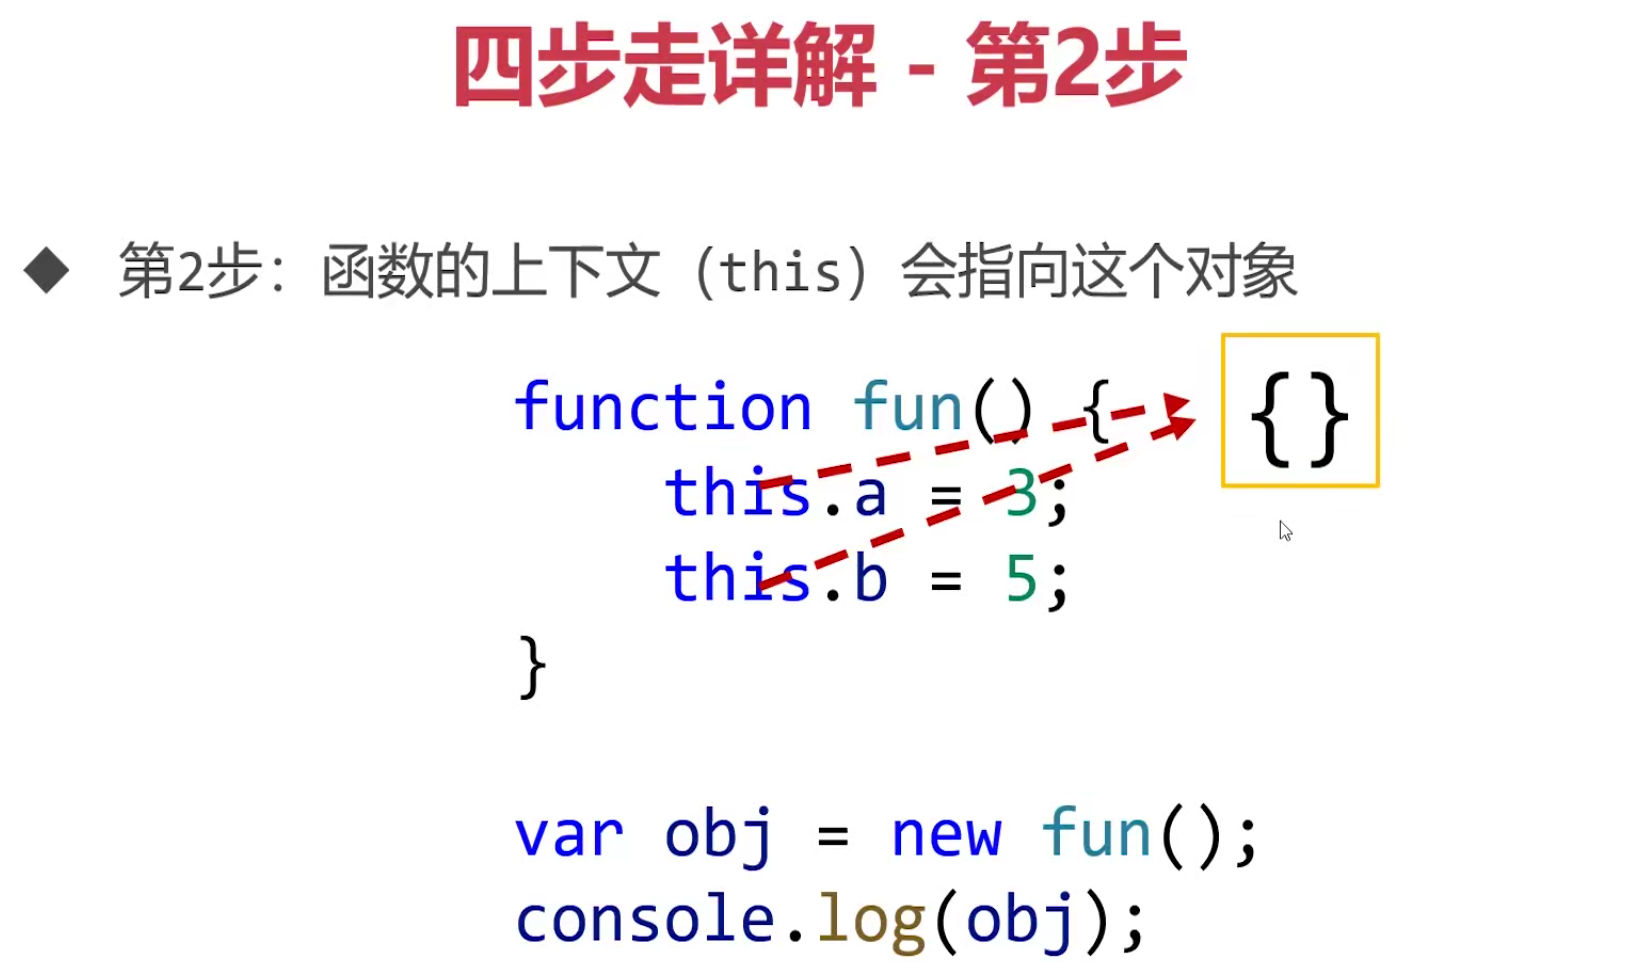 四步走详解 - 第2步
◆ 第2步：函数的上下文（this）会指向这个对象
{}
function fun() {
    this.a = 3;
    this.b = 5;
}
var obj = new fun();
console.log(obj);